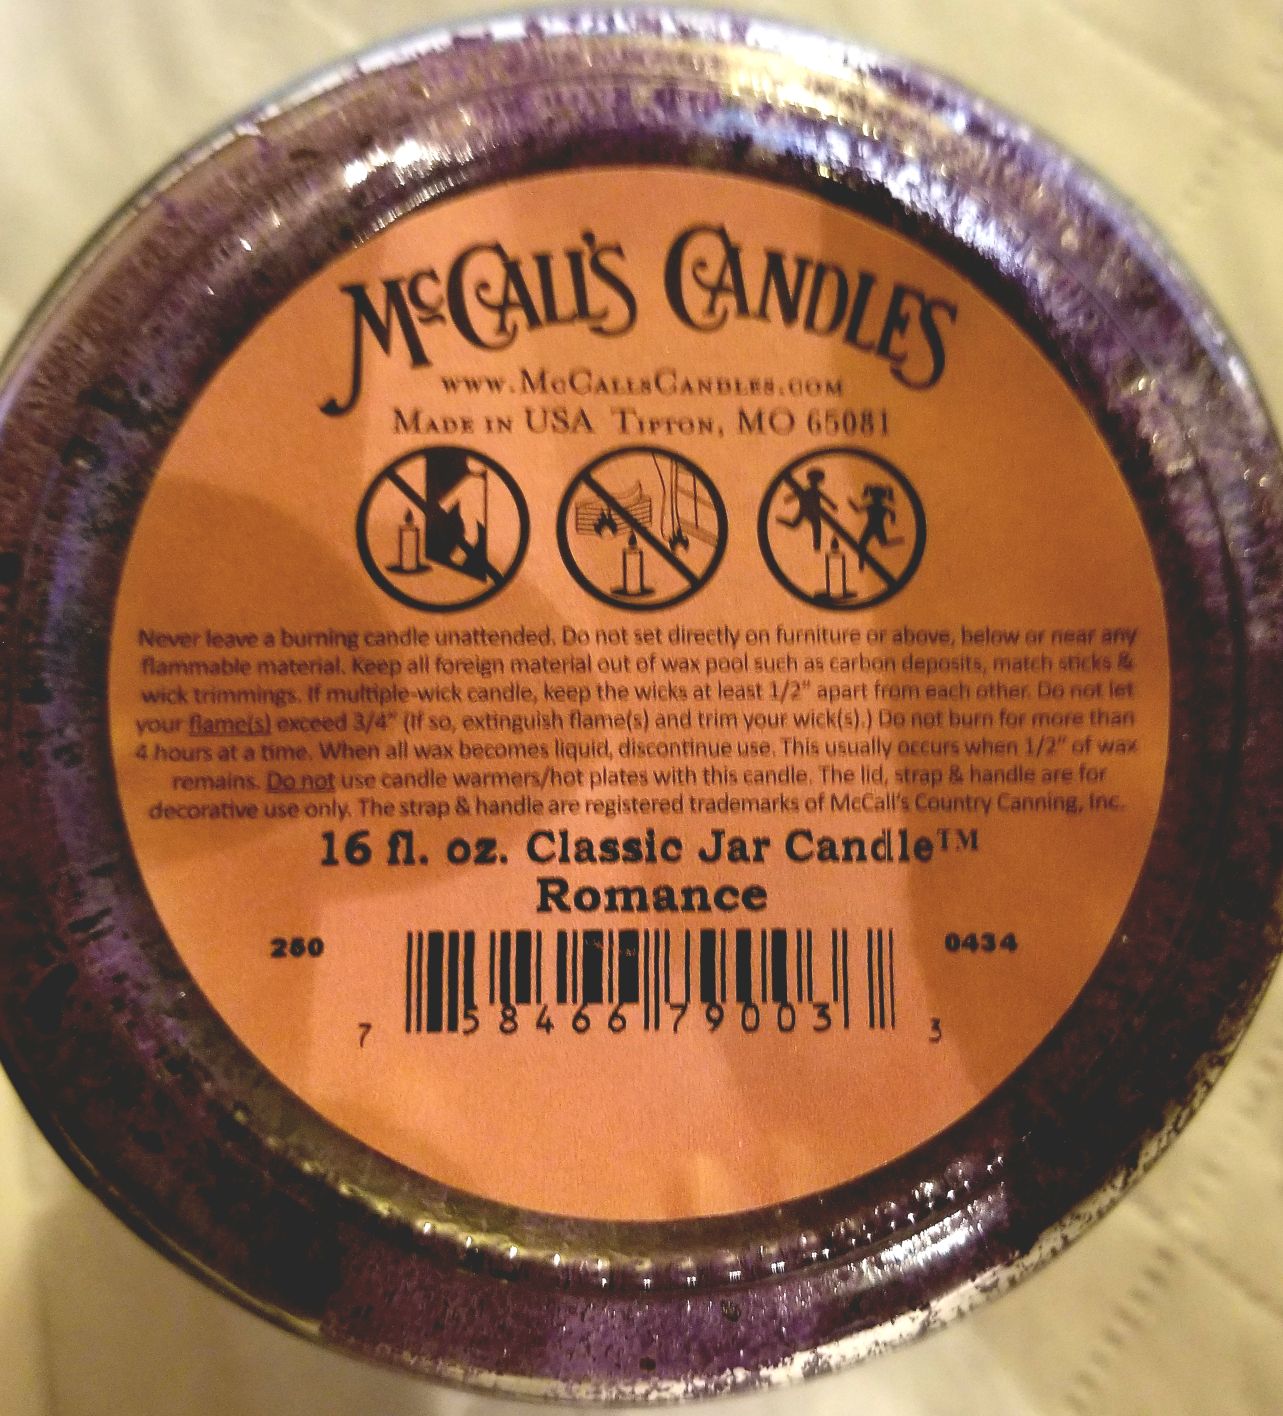 McCall's Candles
www.McCallsCandles.com
Made in USA Tipton, MO 65081
Never leave a burning candle unattended. Do not set directly on furniture or above, below or near any
flammable material. Keep all foreign material out of wax pool such as carbon deposits, match sticks &
wick trimmings. If multiple-wick candle, keep the wicks at least 1/2" apart from each other. Do not let
your flame(s) exceed 3/4" (If so, extinguish flame(s) and trim your wick(s).) Do not burn for more than
4 hours at a time. When all wax becomes liquid, discontinue use. This usually occurs when 1/2" of wax
remains. Do not use candle warmers/hot plates with this candle. The lid, strap & handle are for
decorative use only. The strap & handle are registered trademarks of McCall's Country Canning, Inc.
16 fl. oz. Classic Jar Candle™
Romance
250 0434
7 58466 79003 3